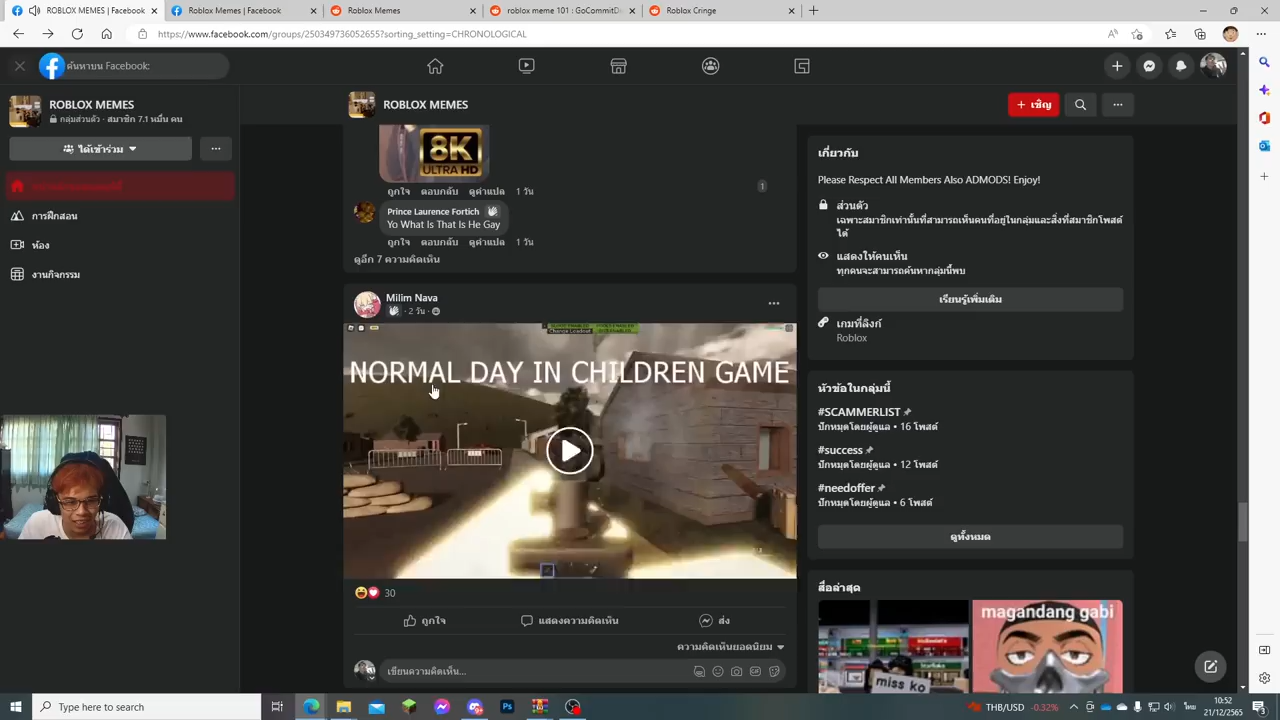 ROBLOX Memes
ROBLOX Memes
ROBLOX MEMES
roblox meme 101 : GoCommitD
Roblox Cringe
https://www.facebook.com/groups/250349736052655?sorting_setting=CHRONOLOGICAL
ค้นหาบน Facebook
ROBLOX MEMES
กลุ่มส่วนตัว · สมาชิก 7.1 หมื่น คน
ได้เข้าร่วม
การฝึกสอน
ห้อง
งานกิจกรรม
ROBLOX MEMES
เชิญ
8K
ULTRA HD
ถูกใจ ตอบกลับ ดูคำแปล 1 วัน
1
Prince Laurence Fortich
Yo What Is That Is He Gay
ถูกใจ ตอบกลับ ดูคำแปล 1 วัน
ดูอีก 7 ความคิดเห็น
Milim Nava
2 วัน
Change Loadout
NORMAL DAY IN CHILDREN GAME
30
ถูกใจ
แสดงความคิดเห็น
ส่ง
ความคิดเห็นยอดนิยม
เขียนความคิดเห็น...
เกี่ยวกับ
Please Respect All Members Also ADMODS! Enjoy!
ส่วนตัว
เฉพาะสมาชิกเท่านั้นที่สามารถเห็นคนที่อยู่ในกลุ่มและสิ่งที่สมาชิกโพสต์
ได้
แสดงให้คนเห็น
ทุกคนจะสามารถค้นหากลุ่มนี้พบ
เรียนรู้เพิ่มเติม
เกมที่ลิงก์
Roblox
หัวข้อในกลุ่มนี้
#SCAMMERLIST
ปักหมุดโดยผู้ดูแล • 16 โพสต์
#success
ปักหมุดโดยผู้ดูแล • 12 โพสต์
#needoffer
ปักหมุดโดยผู้ดูแล • 6 โพสต์
ดูทั้งหมด
สื่อล่าสุด
miss ko
magandang gabi
Type here to search
THB/USD -0.32%
ไทย
10:52
21/12/2565